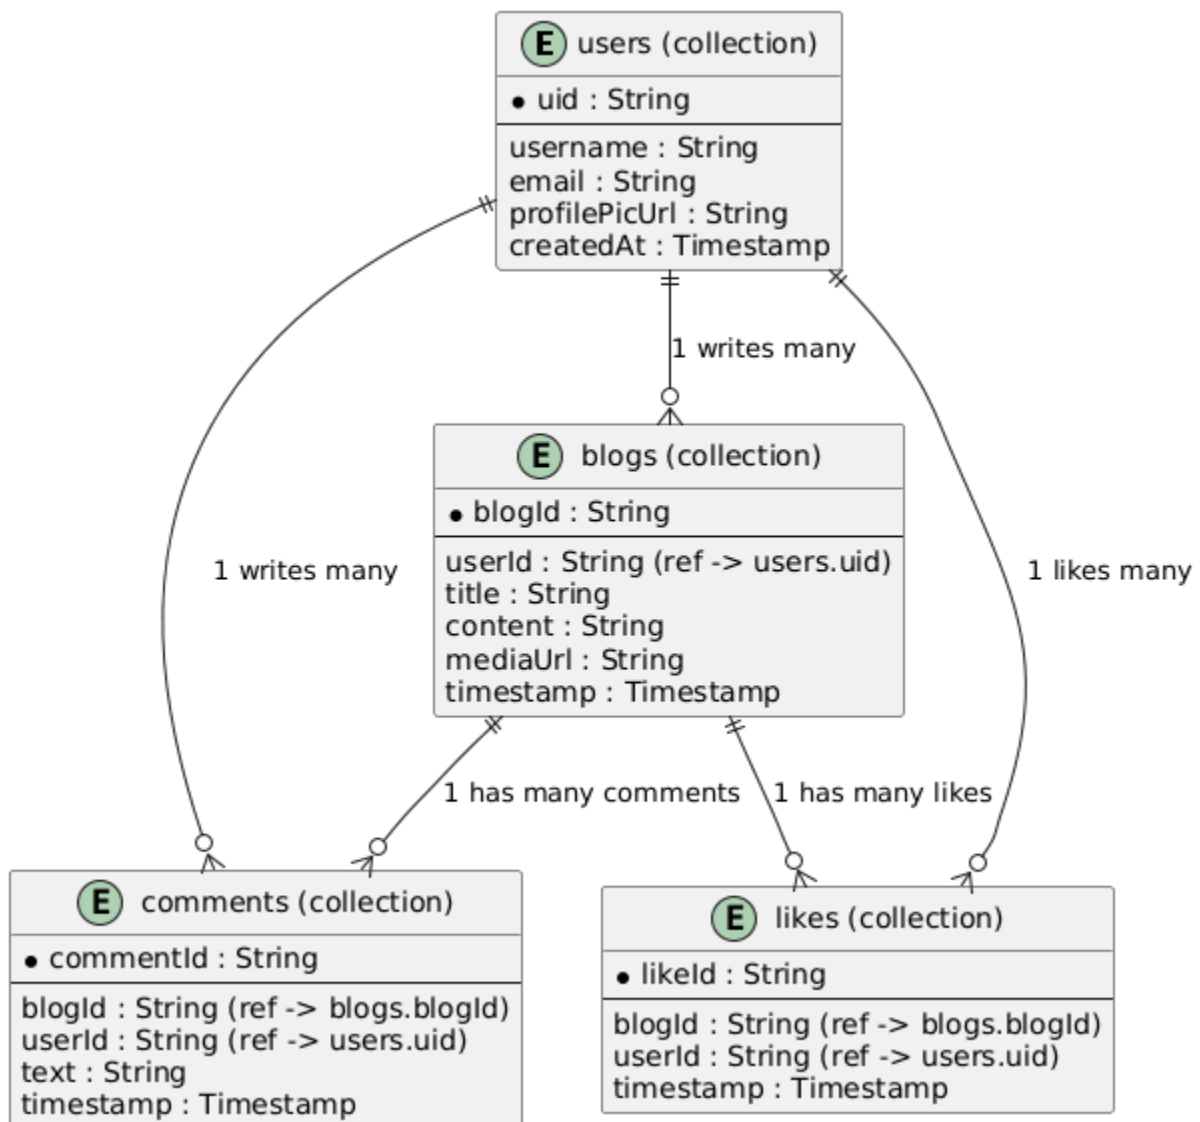 E users (collection)
uid : String
username : String
email : String
profilePicUrl : String
createdAt : Timestamp
1 writes many
E blogs (collection)
blogId : String
userId : String (ref -> users.uid)
title : String
content : String
mediaUrl : String
timestamp : Timestamp
1 writes many
1 likes many
1 has many comments
1 has many likes
E comments (collection)
commentId : String
blogId : String (ref -> blogs.blogId)
userId : String (ref -> users.uid)
text : String
timestamp : Timestamp
E likes (collection)
likeId : String
blogId : String (ref -> blogs.blogId)
userId : String (ref -> users.uid)
timestamp : Timestamp